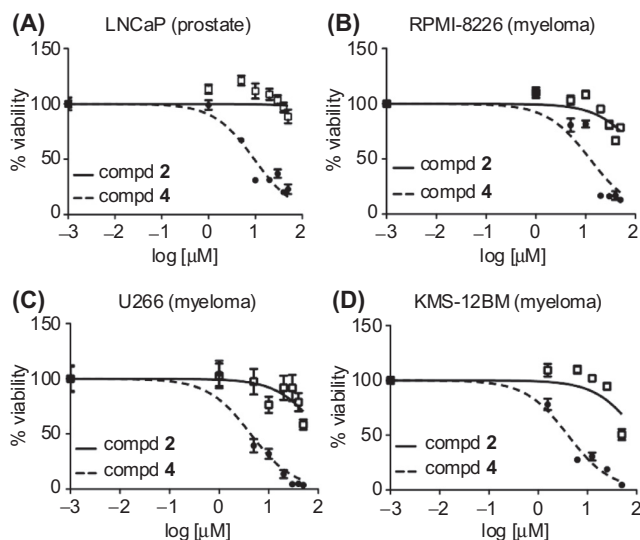 (A) LNCaP (prostate)
150
100
50
0
% viability
compd 2
compd 4
–3 –2 –1 0 1 2
log [μM]
(B) RPMI-8226 (myeloma)
150
100
50
0
% viability
compd 2
compd 4
–3 –2 –1 0 1 2
log [μM]
(C) U266 (myeloma)
150
100
50
0
% viability
compd 2
compd 4
–3 –2 –1 0 1 2
log [μM]
(D) KMS-12BM (myeloma)
150
100
50
0
% viability
compd 2
compd 4
–3 –2 –1 0 1 2
log [μM]